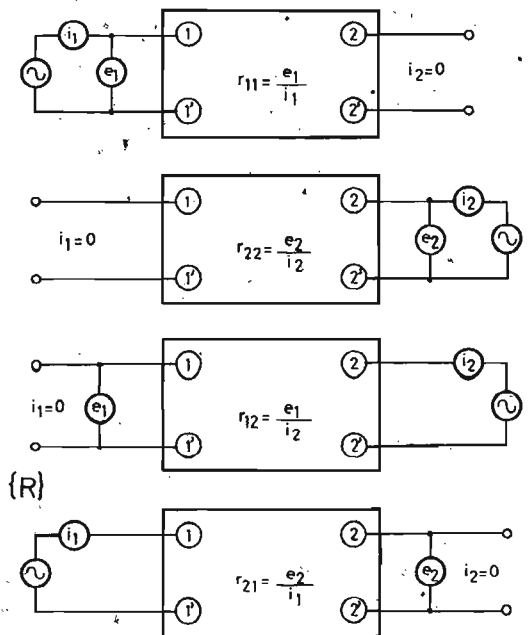 i1 1 2
e1 r11 = e1/i1 i2=0
1' 2'
1 2 i2
i1=0 r22 = e2/i2 e2
1' 2'
1 2 i2
i1=0 e1 r12 = e1/i2
1' 2'
{R}
i1 1 2
r21 = e2/i1 e2 i2=0
1' 2'